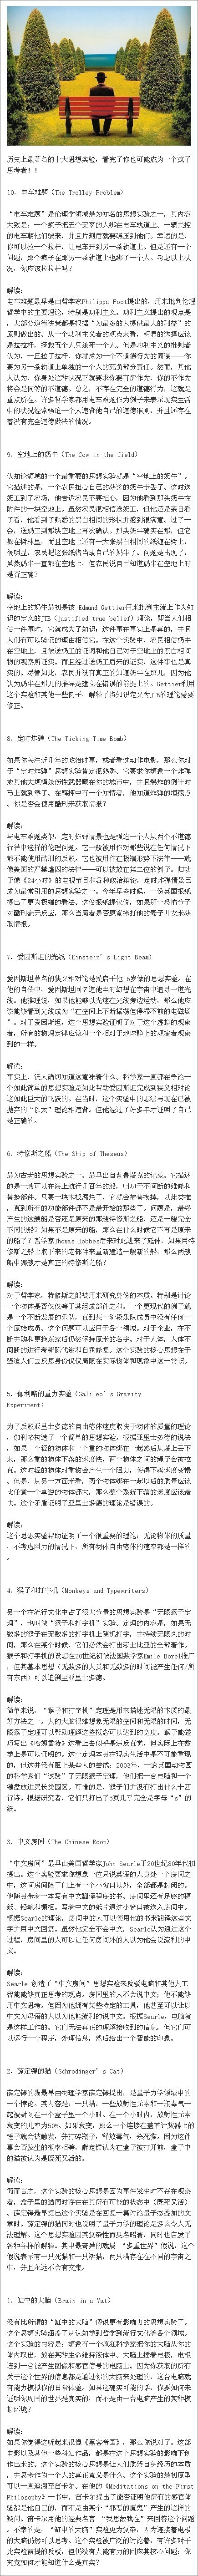 历史上最著名的十大思想实验，看完了你也可能成为一个疯子
思考者！！
10. 电车难题（The Trolley Problem）
“电车难题”是伦理学领域最为知名的思想实验之一，其内容
大致是：一个疯子把五个无辜的人绑在电车轨道上。一辆失控
的电车朝他们驶来，并且片刻后就要碾压到他们。幸运的是，
你可以拉一个拉杆，让电车开到另一条轨道上。但是还有一个
问题，那个疯子在那另一条轨道上也绑了一个人。考虑以上状
况，你应该拉拉杆吗？
解读：
电车难题最早是由哲学家Philippa Foot提出的，用来批判伦理
哲学中的主要理论，特别是功利主义。功利主义提出的观点是
，大部分道德决策都是根据“为最多的人提供最大的利益”的
原则做出的。从一个功利主义者的观点来看，明显的选择应该
是拉拉杆，拯救五个人只杀死一个人。但是功利主义的批判者
认为，一旦拉了拉杆，你就成为一个不道德行为的同谋——你
要为另一条轨道上单独的一个人的死负部分责任。然而，其他
人认为，你身处这种状况下就要求你要有所作为，你的不作为
将会是同等的不道德。总之，不存在完全的道德行为，这就是
重点所在。许多哲学家都用电车难题作为例子来表示现实生活
中的状况经常强迫一个人违背他自己的道德准则，并且还存在
着没有完全道德做法的情况。
9. 空地上的奶牛（The Cow in the field）
认知论领域的一个最重要的思想实验就是“空地上的奶牛”。
它描述的是，一个农民担心自己的获奖的奶牛走丢了。这时送
奶工到了农场，他告诉农民不要担心，因为他看到那头奶牛在
附近的一块空地上。虽然农民很相信送奶工，但他还是亲自看
了看，他看到了熟悉的黑白相间的形状并感到很满意。过了一
会，送奶工到那块空地上再次确认。那头奶牛确实在那，但它
躲在树林里，而且空地上还有一大张黑白相间的纸缠在树上，
很明显，农民把这张纸错当成自己的奶牛了。问题是出现了，
虽然奶牛一直都在空地上，但农民说自己知道奶牛在空地上时
是否正确？
解读：
空地上的奶牛最初是被 Edmund Gettier用来批判主流上作为知
识的定义的JTB（justified true belief）理论，即当人们相
信一件事时，它就成为了知识；这件事在事实上是真的，并且
人们有可以验证的理由相信它。在这个实验中，农民相信奶牛
在空地上，且被送奶工的证词和他自己对于空地上的黑白相间
物的观察所证实。而且经过送奶工后来的证实，这件事也是真
实的。尽管如此，农民并没有真正的知道奶牛在那儿，因为他
认为奶牛在那儿的推导是建立在错误的前提上的。Gettier利用
这个实验和其他一些例子，解释了将知识定义为JTB的理论需要
修正。
8. 定时炸弹（The Ticking Time Bomb）
如果你关注近几年的政治时事，或者看过动作电影，那么你对
于“定时炸弹”思想实验肯定很熟悉。它要求你想象一个炸弹
或其他大规模杀伤性武器藏在你的城市中，并且爆炸的倒计时
马上就到零了。在羁押中有一个知情者，他知道炸弹的埋藏点
。你是否会使用酷刑来获取情报？
解读：
与电车难题类似，定时炸弹情景也是强迫一个人从两个不道德
行径中选择的伦理问题。它一般被用作对那些说在任何情况下
都不能使用酷刑的反驳。它也被用作在极端形势下法律——就
像美国的严禁虐囚的法律——可以被放在第二位的例子。归功
于像《24小时》的电视节目和各种政治辩论，定时炸弹情景已
成为最常引用的思想实验之一。今年早些时候，一份英国报纸
提出了更为极端的看法。这份报纸提议说，如果那个恐怖分子
对酷刑毫无反应，那么当局者是否愿意拷打他的妻子儿女来获
取情报。
7. 爱因斯坦的光线（Einstein’s Light Beam）
爱因斯坦著名的狭义相对论是受启于他16岁做的思想实验。在
他的自传中，爱因斯坦回忆道他当时幻想在宇宙中追寻一道光
线。他推理说，如果他能够以光速在光线旁边运动，那么他应
该能够看到光线成为“在空间上不断振荡但停滞不前的电磁场
”。对于爱因斯坦，这个思想实验证明了对于这个虚拟的观察
者，所有的物理定律应该和一个相对于地球静止的观察者观察
到的一样。
解读：
事实上，没人确切知道这意味着什么。科学家一直都在争论一
个如此简单的思想实验是如此帮助爱因斯坦完成到狭义相对论
这如此巨大的飞跃的。在当时，这个实验中的想法与现在已被
抛弃的“以太”理论相违背。但他经过了好多年才证明了自己
是正确的。
6. 特修斯之船（The Ship of Theseus）
最为古老的思想实验之一。最早出自普鲁塔克的记载。它描述
的是一艘可以在海上航行几百年的船，归功于不间断的维修和
替换部件。只要一块木板腐烂了，它就会被替换掉，以此类推
，直到所有的功能部件都不是最开始的那些了。问题是，最终
产生的这艘船是否还是原来的那艘特修斯之船，还是一艘完全
不同的船？如果不是原来的船，那么在什么时候它不再是原来
的船了？哲学家Thomas Hobbes后来对此进来了延伸，如果用特
修斯之船上取下来的老部件来重新建造一艘新的船，那么两艘
船中哪艘才是真正的特修斯之船？
解读：
对于哲学家，特修斯之船被用来研究身份的本质。特别是讨论
一个物体是否仅仅等于其组成部件之和。一个更现代的例子就
是一个不断发展的乐队，直到某一阶段乐队成员中没有任何一
个原始成员。这个问题可以应用于各个领域。对于企业，在不
断并购和更换东家后仍然保持原来的名字。对于人体，人体不
间断的进行着新陈代谢和自我修复。这个实验的核心思想在于
强迫人们去反思身份仅仅局限在实际物体和现象中这一常识。
5. 伽利略的重力实验（Galileo’s Gravity
Experiment）
为了反驳亚里士多德的自由落体速度取决于物体的质量的理论
，伽利略构造了一个简单的思想实验。根据亚里士多德的说法
，如果一个轻的物体和一个重的物体绑在一起然后从塔上丢下
来，那么重的物体下落的速度快，两个物体之间的绳子会被拉
直。这时轻的物体对重物会产生一个阻力，使得下落速度变慢
。但是，从另一方面来看，两个物体绑在一起以后的质量应该
比任意一个单独的物体都大，那么整个系统下落的速度应该最
快。这个矛盾证明了亚里士多德的理论是错误的。
解读：
这个思想实验帮助证明了一个很重要的理论：无论物体的质量
，不考虑阻力的情况下，所有物体自由落体的速率都是一样的
。
4. 猴子和打字机（Monkeys and Typewriters）
另一个在流行文化中占了很大分量的思想实验是“无限猴子定
理”，也叫做“猴子和打字机”实验。定理的内容是，如果无
数多的猴子在无数多的打字机上随机打字，并持续无限久的时
间，那么在某个时候，它们必然会打出莎士比亚的全部著作。
猴子和打字机的设想在20世纪初被法国数学家Emile Borel推广
，但其基本思想（无数多的人员和无数多的时间能产生任何/所
有东西）可以追溯至亚里士多德。
解读：
简单来说，“猴子和打字机”定理是用来描述无限的本质的最
好方法之一。人的大脑很难想象无限的空间和无限的时间，无
限猴子定理可以帮助理解这些概念可以达到的宽度。猴子能碰
巧写出《哈姆雷特》这看上去似乎是违反直觉，但实际上在数
学上是可以证明的。这个定理本身在现实生活中是不可能重现
的，但这并没有阻止某些人的尝试：2003年，一家英国动物园
的科学家们“试验”了无限猴子定理，他们把一台电脑和一个
键盘放进灵长类园区。可惜的是，猴子们并没有打出什么十四
行诗。根据研究者，它们只打出了5页几乎完全是字母“s”的
纸。
3. 中文房间（The Chinese Room）
“中文房间”最早由美国哲学家John Searle于20世纪80年代初
提出。这个实验要求你想象一位只说英语的人身处一个房间之
中，这间房间除了门上有一个小窗口以外，全部都是封闭的。
他随身带着一本写有中文翻译程序的书。房间里还有足够的稿
纸、铅笔和橱柜。写着中文的纸片通过小窗口被送入房间中。
根据Searle的理论，房间中的人可以使用他的书来翻译这些文
字并用中文回复。虽然他完全不会中文，Searle认为通过这个
过程，房间里的人可以让任何房间外的人以为他会说流利的中
文。
解读：
Searle 创造了“中文房间”思想实验来反驳电脑和其他人工
智能能够真正思考的观点。房间里的人不会说中文；他不能够
用中文思考。但因为他拥有某些特定的工具，他甚至可以让以
中文为母语的人以为他能流利的说中文。根据Searle，电脑就
是这样工作的。它们无法真正的理解接收到的信息，但它们可
以运行一个程序，处理信息，然后给出一个智能的印象。
2. 薛定谔的猫（Schrodinger’s Cat）
薛定谔的猫最早由物理学家薛定谔提出，是量子力学领域中的
一个悖论。其内容是：一只猫、一些放射性元素和一瓶毒气一
起被封闭在一个盒子里一个小时。在一个小时内，放射性元素
衰变的几率为50%。如果衰变，那么一个连接在盖革计数器上的
锤子就会被触发，并打碎瓶子，释放毒气，杀死猫。因为这件
事会否发生的概率相等，薛定谔认为在盒子被打开前，盒子中
的猫被认为是既死又活的。
解读：
简而言之，这个实验的核心思想是因为事件发生时不存在观察
者，盒子里的猫同时存在在其所有可能的状态中（既死又活）
。薛定谔最早提出这个实验是在回复一篇讨论量子态叠加的文
章时。薛定谔的猫同时也说明了量子力学的理论是多么令人无
法理解。这个思想实验因其复杂性而臭名昭著，同时也启发了
各种各样的解释。其中最奇异的就属 “多重世界”假说，这个
假说表示有一只死猫和一只活猫，两只猫存在在不同的宇宙之
中，并且永远不会有交集。
1. 缸中的大脑（Brain in a Vat）
没有比所谓的“缸中的大脑”假说更有影响力的思想实验了。
这个思想实验涵盖了从认知学到哲学到流行文化等各个领域。
这个实验的内容是：想象有一个疯狂科学家把你的大脑从你的
体内取出，放在某种生命维持液体中。大脑上插着电极，电极
连到一台能产生图像和感官信号的电脑上。因为你获取的所有
关于这个世界的信息都是通过你的大脑来处理的，这台电脑就
有能力模拟你的日常体验。如果这确实可能的话，你要如何来
证明你周围的世界是真实的，而不是由一台电脑产生的某种模
拟环境？
解读：
如果你觉得这听起来很像《黑客帝国》，那么你说对了。这部
电影以及其他一些科幻作品，都是在这个思想实验的影响下创
作出来的。这个实验的核心思想是让人们质疑自身经历的本质
，并思考作为一个人的真正意义是什么。这个实验的最初原型
可以一直追溯至笛卡尔。在他的《Meditations on the First
Philosophy》一书中，笛卡尔提出了能否证明他所有的感官体
验都是他自己的，而不是由某个“邪恶的魔鬼”产生的这样的
疑问。笛卡尔用他的经典名言“我思故我在”来回答这个问题
。不幸的是，“缸中的大脑”实验更为复杂，因为连接着电极
的大脑仍然可以思考。这个实验被广泛的讨论着，有许多对于
此实验前提的反驳，但仍没有人能有力的回应其核心问题：你
究竟如何才能知道什么是真实？